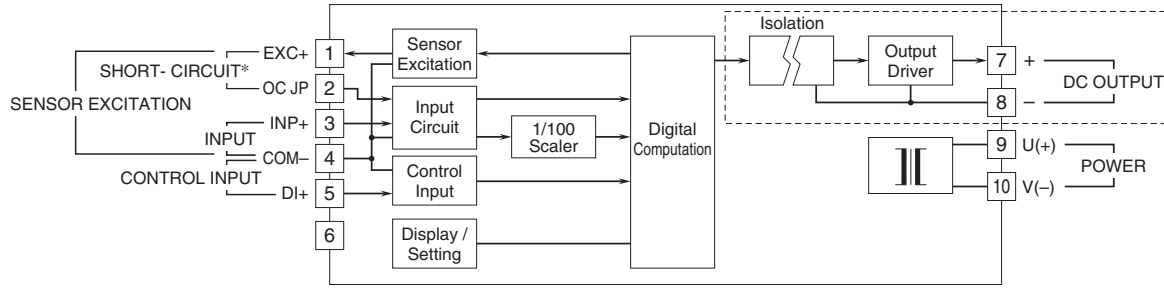 Isolation
EXC+ 1
SHORT- CIRCUIT*
OC JP 2
SENSOR EXCITATION
INP+ 3
INPUT
COM– 4
CONTROL INPUT
DI+ 5
6
Sensor
Excitation
Input
Circuit
1/100
Scaler
Control
Input
Display /
Setting
Digital
Computation
Output
Driver
7 +
DC OUTPUT
8 –
9 U(+)
POWER
10 V(–)